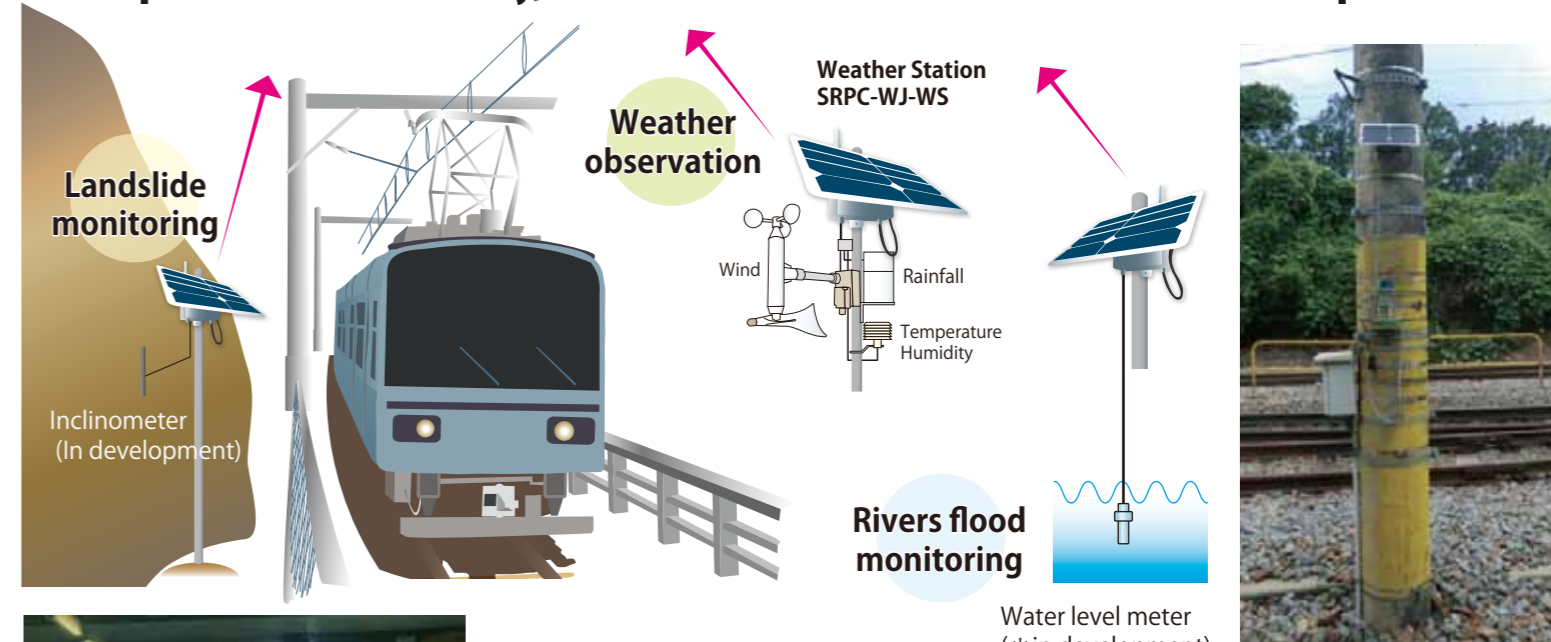 Weather Station
SRPC-WJ-WS
Weather
observation
Landslide
monitoring
Wind
Rainfall
Temperature
Humidity
Inclinometer
(In development)
Rivers flood
monitoring
Water level meter